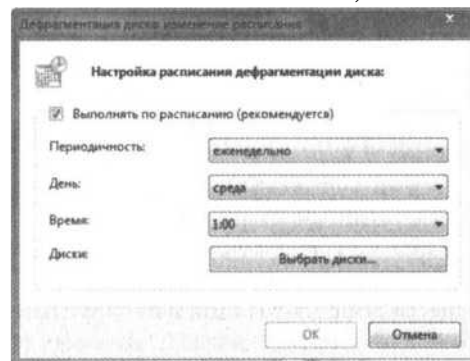 Дефрагментация диска: изменение расписания
Настройка расписания дефрагментации диска:
Выполнять по расписанию (рекомендуется)
Периодичность: еженедельно
День: среда
Время: 1:00
Диски: Выбрать диски...
ОК Отмена